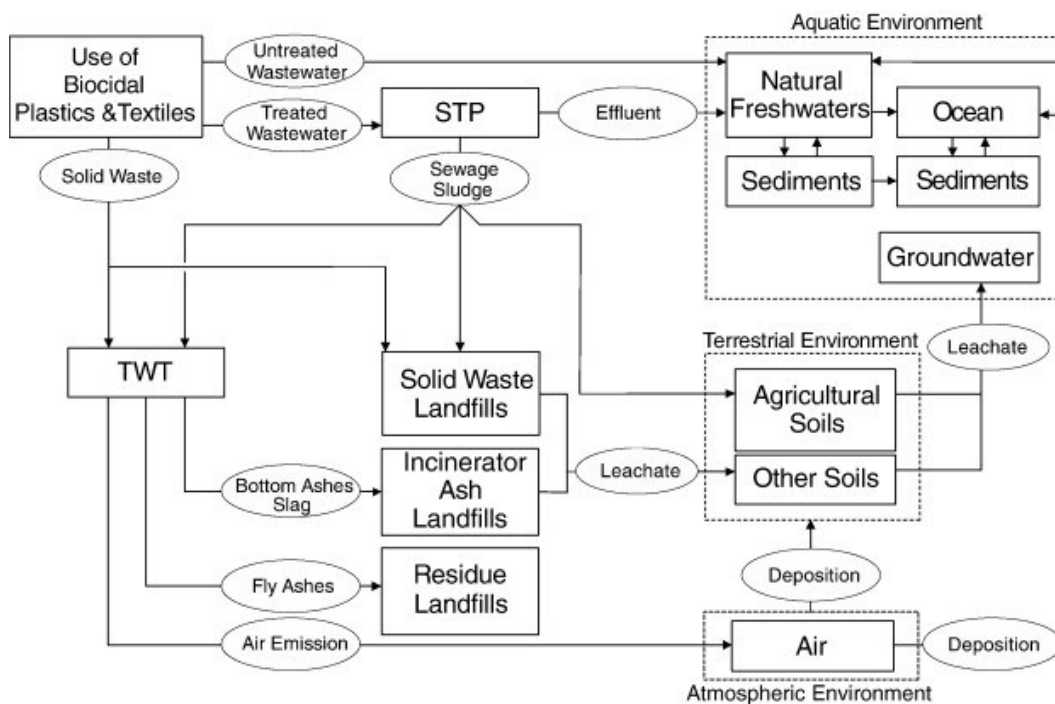 Aquatic Environment
Use of
Biocidal
Plastics &Textiles
Untreated
Wastewater
Treated
Wastewater
STP
Effluent
Natural
Freshwaters
Ocean
Solid Waste
Sewage
Sludge
Sediments
Sediments
Groundwater
Terrestrial Environment
Leachate
TWT
Solid Waste
Landfills
Agricultural
Soils
Bottom Ashes
Slag
Incinerator
Ash
Landfills
Leachate
Other Soils
Fly Ashes
Residue
Landfills
Deposition
Air Emission
Air
Deposition
Atmospheric Environment